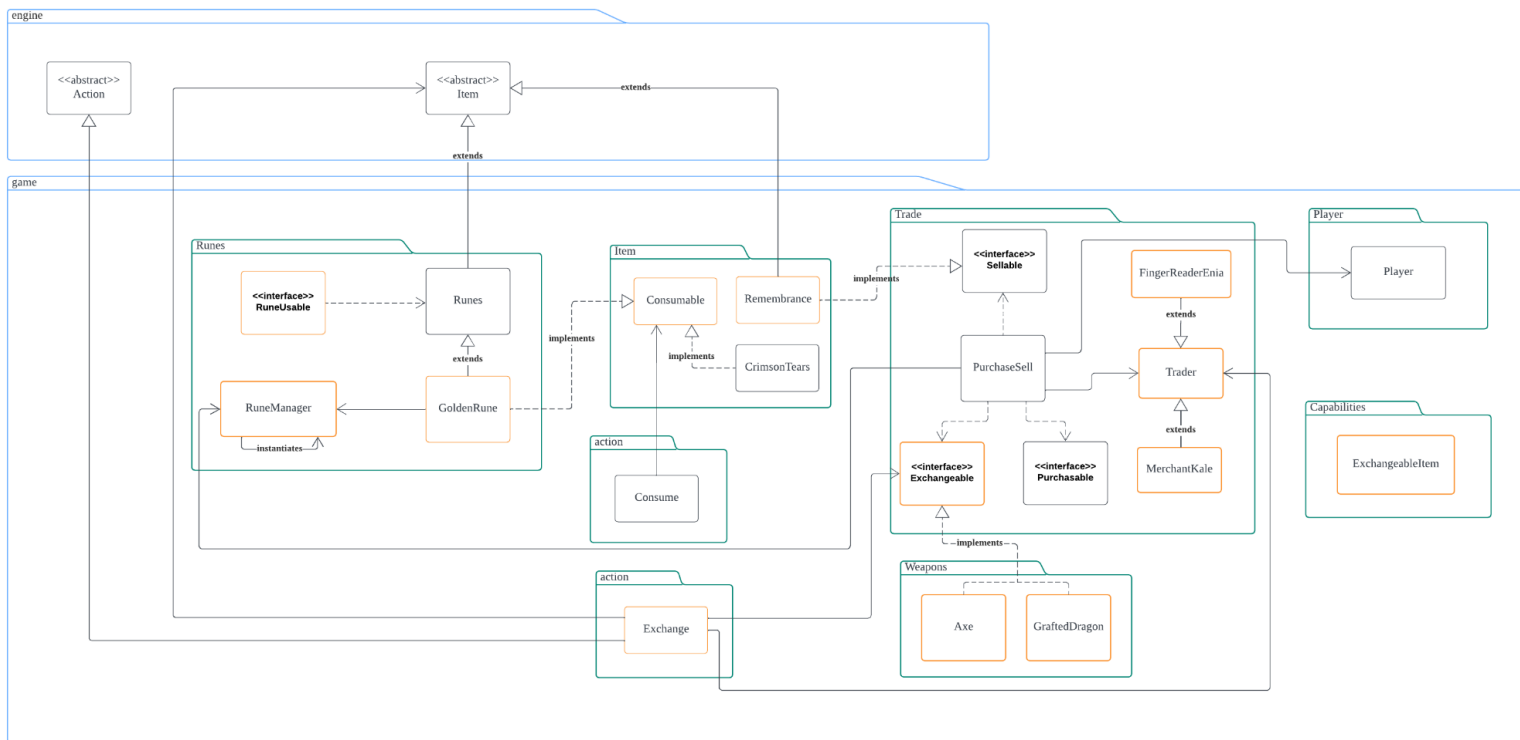 engine
<<abstract>>
Action
<<abstract>>
Item
extends
extends
game
Runes
<<interface>>
RuneUsable
Runes
extends
RuneManager
instantiates
GoldenRune
implements
Item
Consumable
Remembrance
implements
CrimsonTears
implements
action
Consume
action
Exchange
Trade
<<interface>>
Sellable
FingerReaderEnia
extends
PurchaseSell
Trader
extends
<<interface>>
Exchangeable
<<interface>>
Purchasable
MerchantKale
implements
Weapons
Axe
GraftedDragon
Player
Player
Capabilities
ExchangeableItem